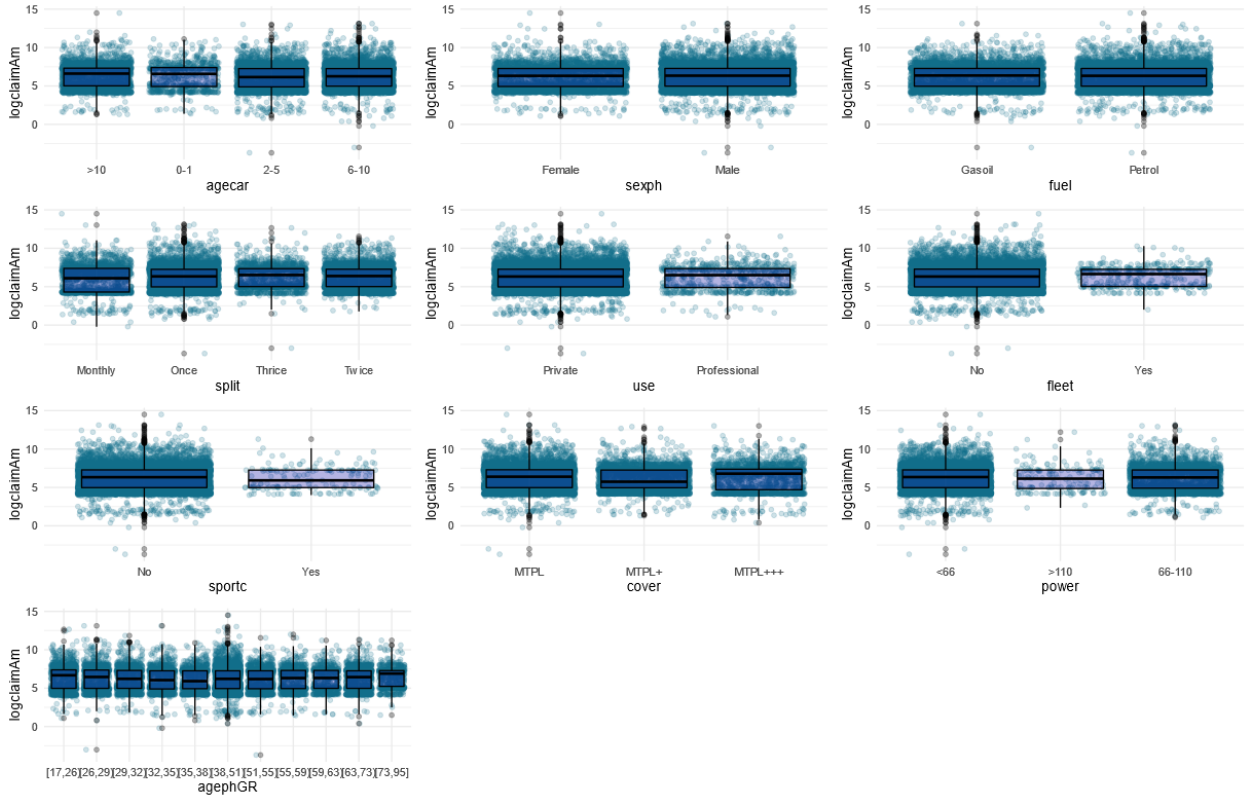 logclaimAm
15
10
5
0
>10 0-1 2-5 6-10
agecar
logclaimAm
15
10
5
0
Female Male
sexph
logclaimAm
15
10
5
0
Gasoil Petrol
fuel
logclaimAm
15
10
5
0
Monthly Once Thrice Twice
split
logclaimAm
15
10
5
0
Private Professional
use
logclaimAm
15
10
5
0
No Yes
fleet
logclaimAm
15
10
5
0
No Yes
sportc
logclaimAm
15
10
5
0
MTPL MTPL+ MTPL+++
cover
logclaimAm
15
10
5
0
<66 >110 66-110
power
logclaimAm
15
10
5
0
[17,26] (26,29] (29,32] (32,35] (35,38] (38,51] (51,55] (55,59] (59,63] (63,73] (73,95]
agephGR